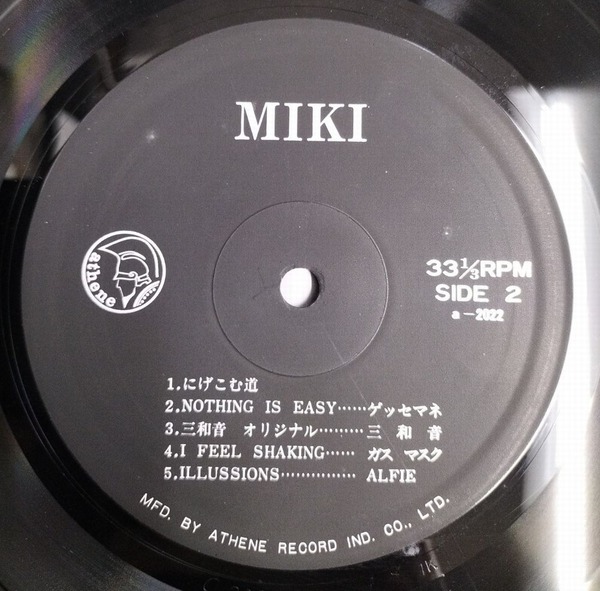 MIKI
athene
33⅓RPM
SIDE 2
a-2022
1.にげこむ道
2.NOTHING IS EASY……ゲッセマネ
3.三和音 オリジナル………三 和 音
4.I FEEL SHAKING……ガス マスク
5.ILLUSSIONS……………ALFIE
MFD. BY ATHENE RECORD IND. CO., LTD.